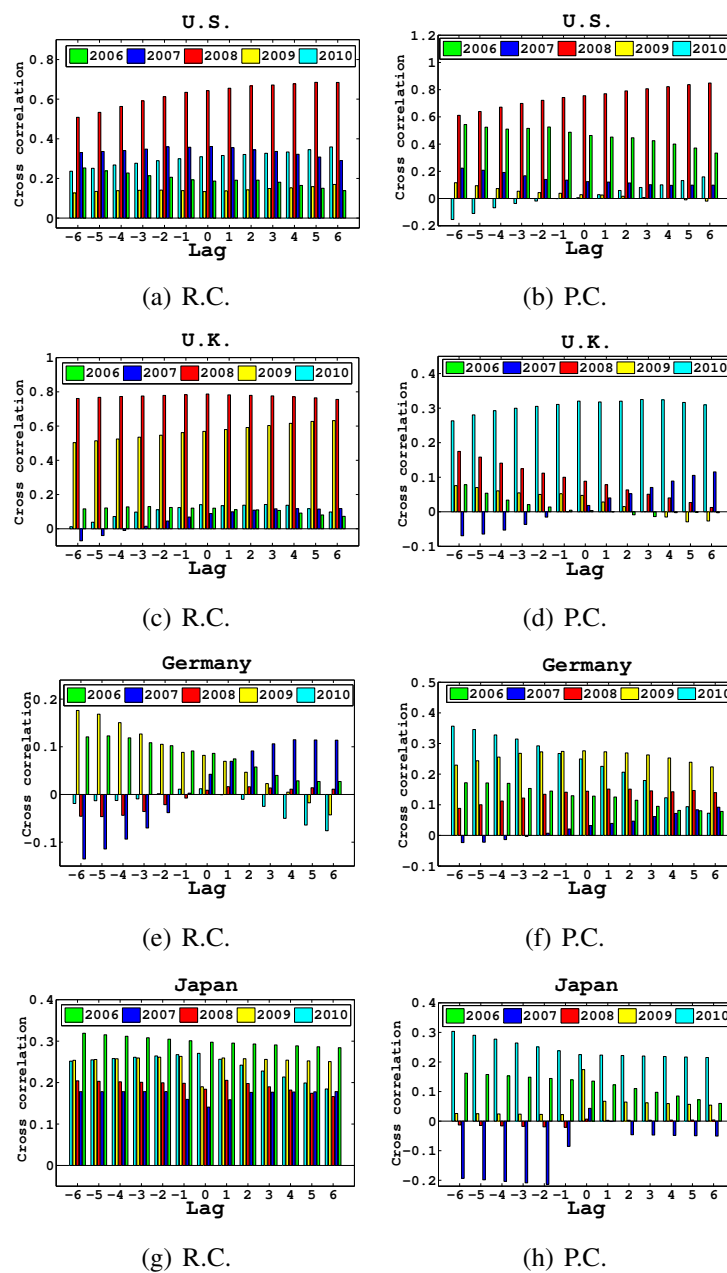 U.S.
0.8
0.6
0.4
0.2
0
Cross correlation
2006 2007 2008 2009 2010
−6 −5 −4 −3 −2 −1 0 1 2 3 4 5 6
Lag
(a) R.C.
U.S.
1.2
1
0.8
0.6
0.4
0.2
0
−0.2
Cross correlation
2006 2007 2008 2009 2010
−6 −5 −4 −3 −2 −1 0 1 2 3 4 5 6
Lag
(b) P.C.
U.K.
1
0.8
0.6
0.4
0.2
0
Cross correlation
2006 2007 2008 2009 2010
−6 −5 −4 −3 −2 −1 0 1 2 3 4 5 6
Lag
(c) R.C.
U.K.
0.4
0.3
0.2
0.1
0
−0.1
Cross correlation
2006 2007 2008 2009 2010
−6 −5 −4 −3 −2 −1 0 1 2 3 4 5 6
Lag
(d) P.C.
Germany
0.2
0.1
0
−0.1
-Cross correlation
2006 2007 2008 2009 2010
−6 −5 −4 −3 −2 −1 0 1 2 3 4 5 6
Lag
(e) R.C.
Germany
0.5
0.4
0.3
0.2
0.1
0
−0.1
Cross correlation
2006 2007 2008 2009 2010
−6 −5 −4 −3 −2 −1 0 1 2 3 4 5 6
Lag
(f) P.C.
Japan
0.4
0.3
0.2
0.1
0
Cross correlation
2006 2007 2008 2009 2010
−6 −5 −4 −3 −2 −1 0 1 2 3 4 5 6
Lag
(g) R.C.
Japan
0.4
0.3
0.2
0.1
0
−0.1
−0.2
Cross correlation
2006 2007 2008 2009 2010
−6 −5 −4 −3 −2 −1 0 1 2 3 4 5 6
Lag
(h) P.C.